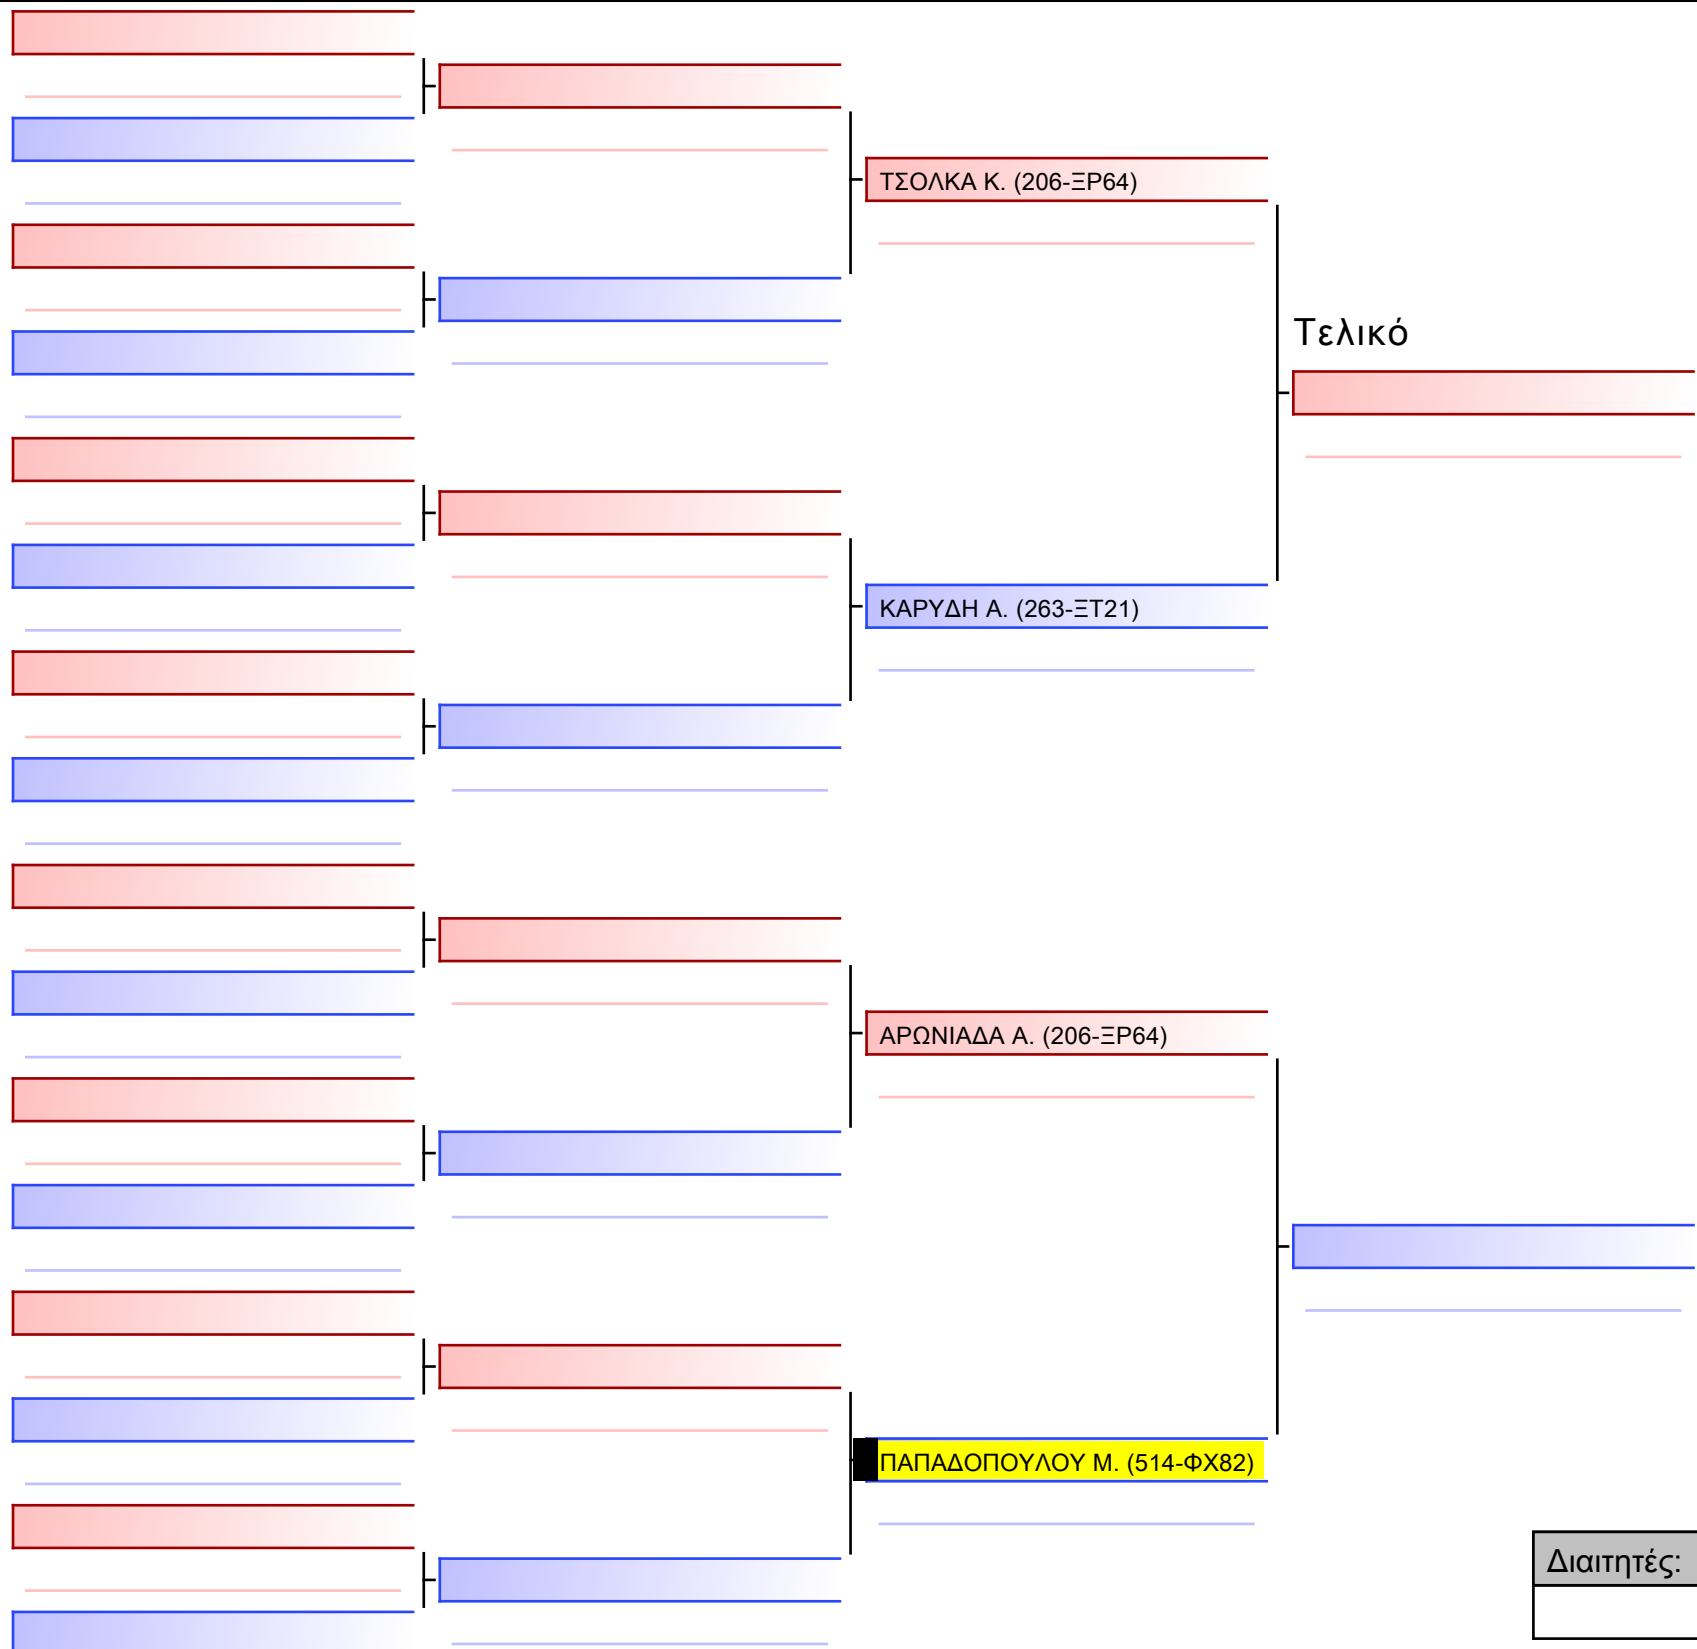 ΤΣΟΛΚΑ Κ. (206-ΞΡ64)
Τελικό
ΚΑΡΥΔΗ Α. (263-ΞΤ21)
ΑΡΩΝΙΑΔΑ Α. (206-ΞΡ64)
ΠΑΠΑΔΟΠΟΥΛΟΥ Μ. (514-ΦΧ82)
Διαιτητές: